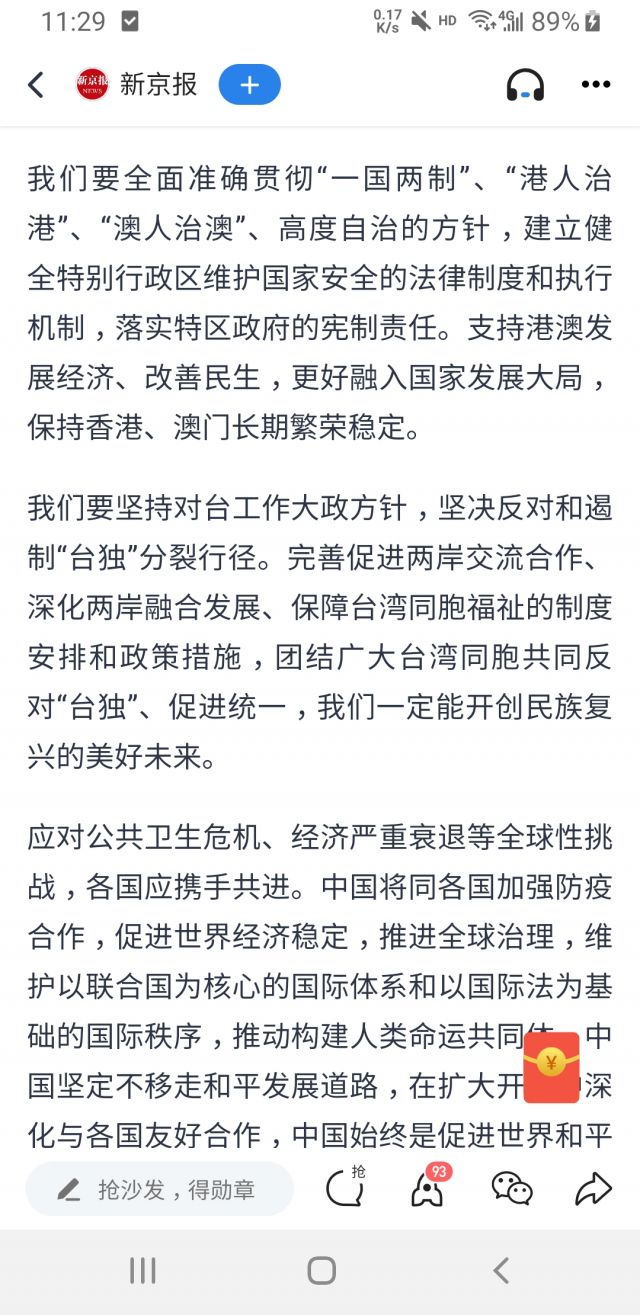 11:29
0.17
K/s
HD
4G
89%
新京报
NEWS
新京报
我们要全面准确贯彻“一国两制”、“港人治
港”、“澳人治澳”、高度自治的方针，建立健
全特别行政区维护国家安全的法律制度和执行
机制，落实特区政府的宪制责任。支持港澳发
展经济、改善民生，更好融入国家发展大局，
保持香港、澳门长期繁荣稳定。
我们要坚持对台工作大政方针，坚决反对和遏
制“台独”分裂行径。完善促进两岸交流合作、
深化两岸融合发展、保障台湾同胞福祉的制度
安排和政策措施，团结广大台湾同胞共同反
对“台独”、促进统一，我们一定能开创民族复
兴的美好未来。
应对公共卫生危机、经济严重衰退等全球性挑
战，各国应携手共进。中国将同各国加强防疫
合作，促进世界经济稳定，推进全球治理，维
护以联合国为核心的国际体系和以国际法为基
础的国际秩序，推动构建人类命运共同体 中
国坚定不移走和平发展道路，在扩大开 深
化与各国友好合作，中国始终是促进世界和平
¥
抢沙发，得勋章
抢
93